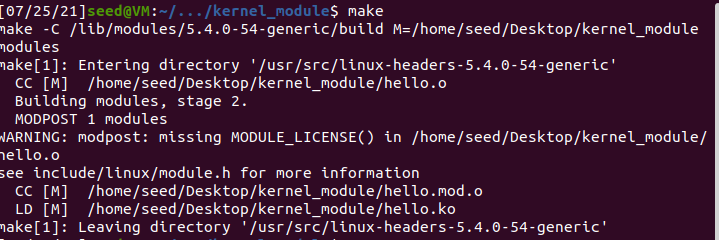 [07/25/21]seed@VM:~/.../kernel_module$ make
make -C /lib/modules/5.4.0-54-generic/build M=/home/seed/Desktop/kernel_module
modules
make[1]: Entering directory '/usr/src/linux-headers-5.4.0-54-generic'
  CC [M]  /home/seed/Desktop/kernel_module/hello.o
  Building modules, stage 2.
  MODPOST 1 modules
WARNING: modpost: missing MODULE_LICENSE() in /home/seed/Desktop/kernel_module/
hello.o
see include/linux/module.h for more information
  CC [M]  /home/seed/Desktop/kernel_module/hello.mod.o
  LD [M]  /home/seed/Desktop/kernel_module/hello.ko
make[1]: Leaving directory '/usr/src/linux-headers-5.4.0-54-generic'